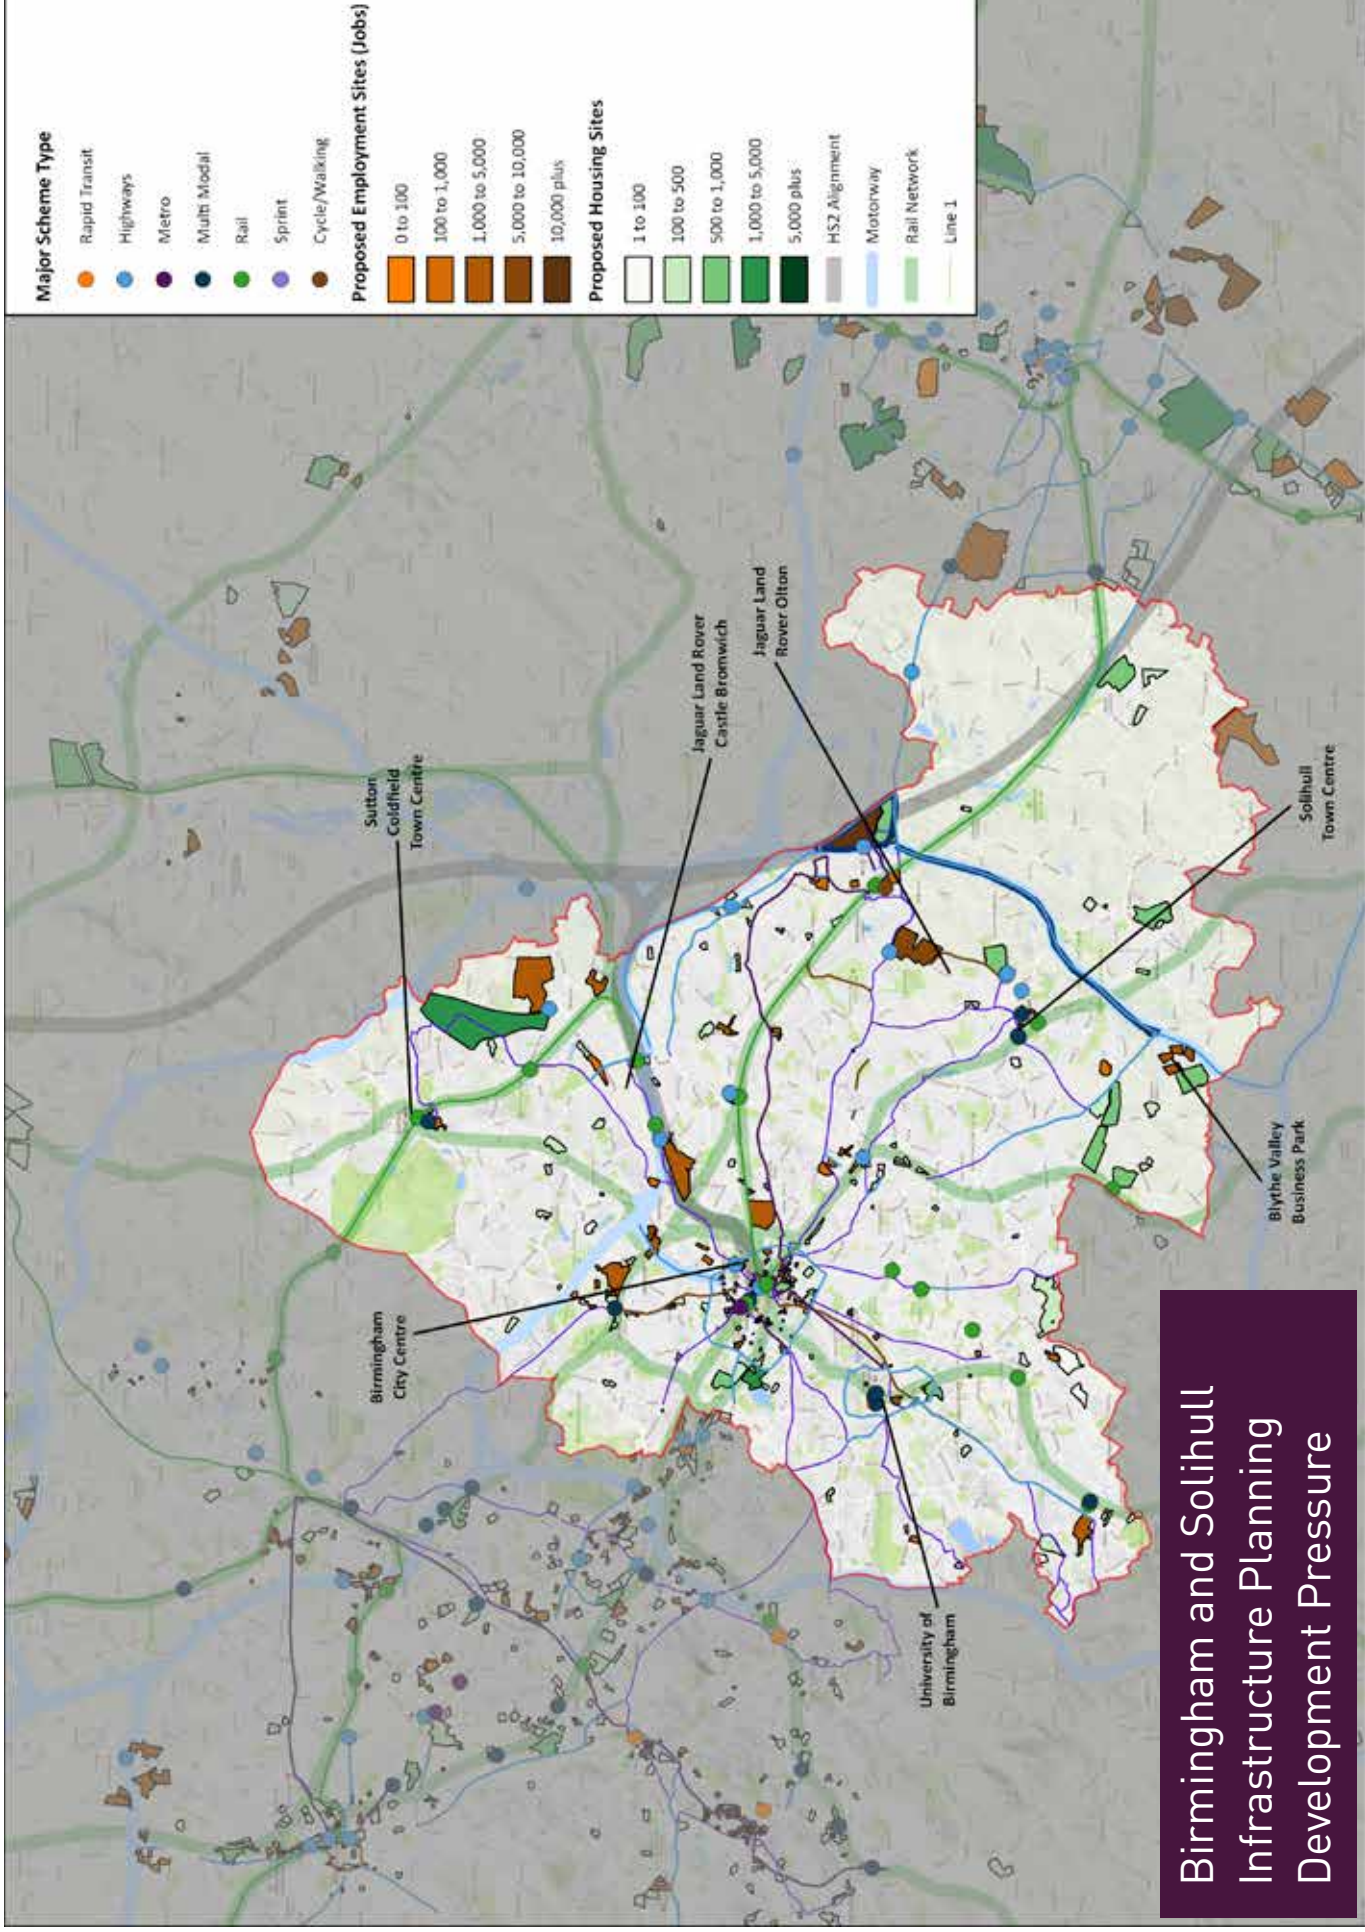 Major Scheme Type
Rapid Transit
Highways
Metro
Multi Modal
Rail
Sprint
Cycle/Walking
Proposed Employment Sites (Jobs)
0 to 100
100 to 1,000
1,000 to 5,000
5,000 to 10,000
10,000 plus
Proposed Housing Sites
1 to 100
100 to 500
500 to 1,000
1,000 to 5,000
5,000 plus
HS2 Alignment
Motorway
Rail Network
Line 1
Sutton
Coldfield
Town Centre
Jaguar Land Rover
Castle Bromwich
Jaguar Land
Rover Olton
Birmingham
City Centre
Solihull
Town Centre
Blythe Valley
Business Park
University of
Birmingham
Birmingham and Solihull
Infrastructure Planning
Development Pressure